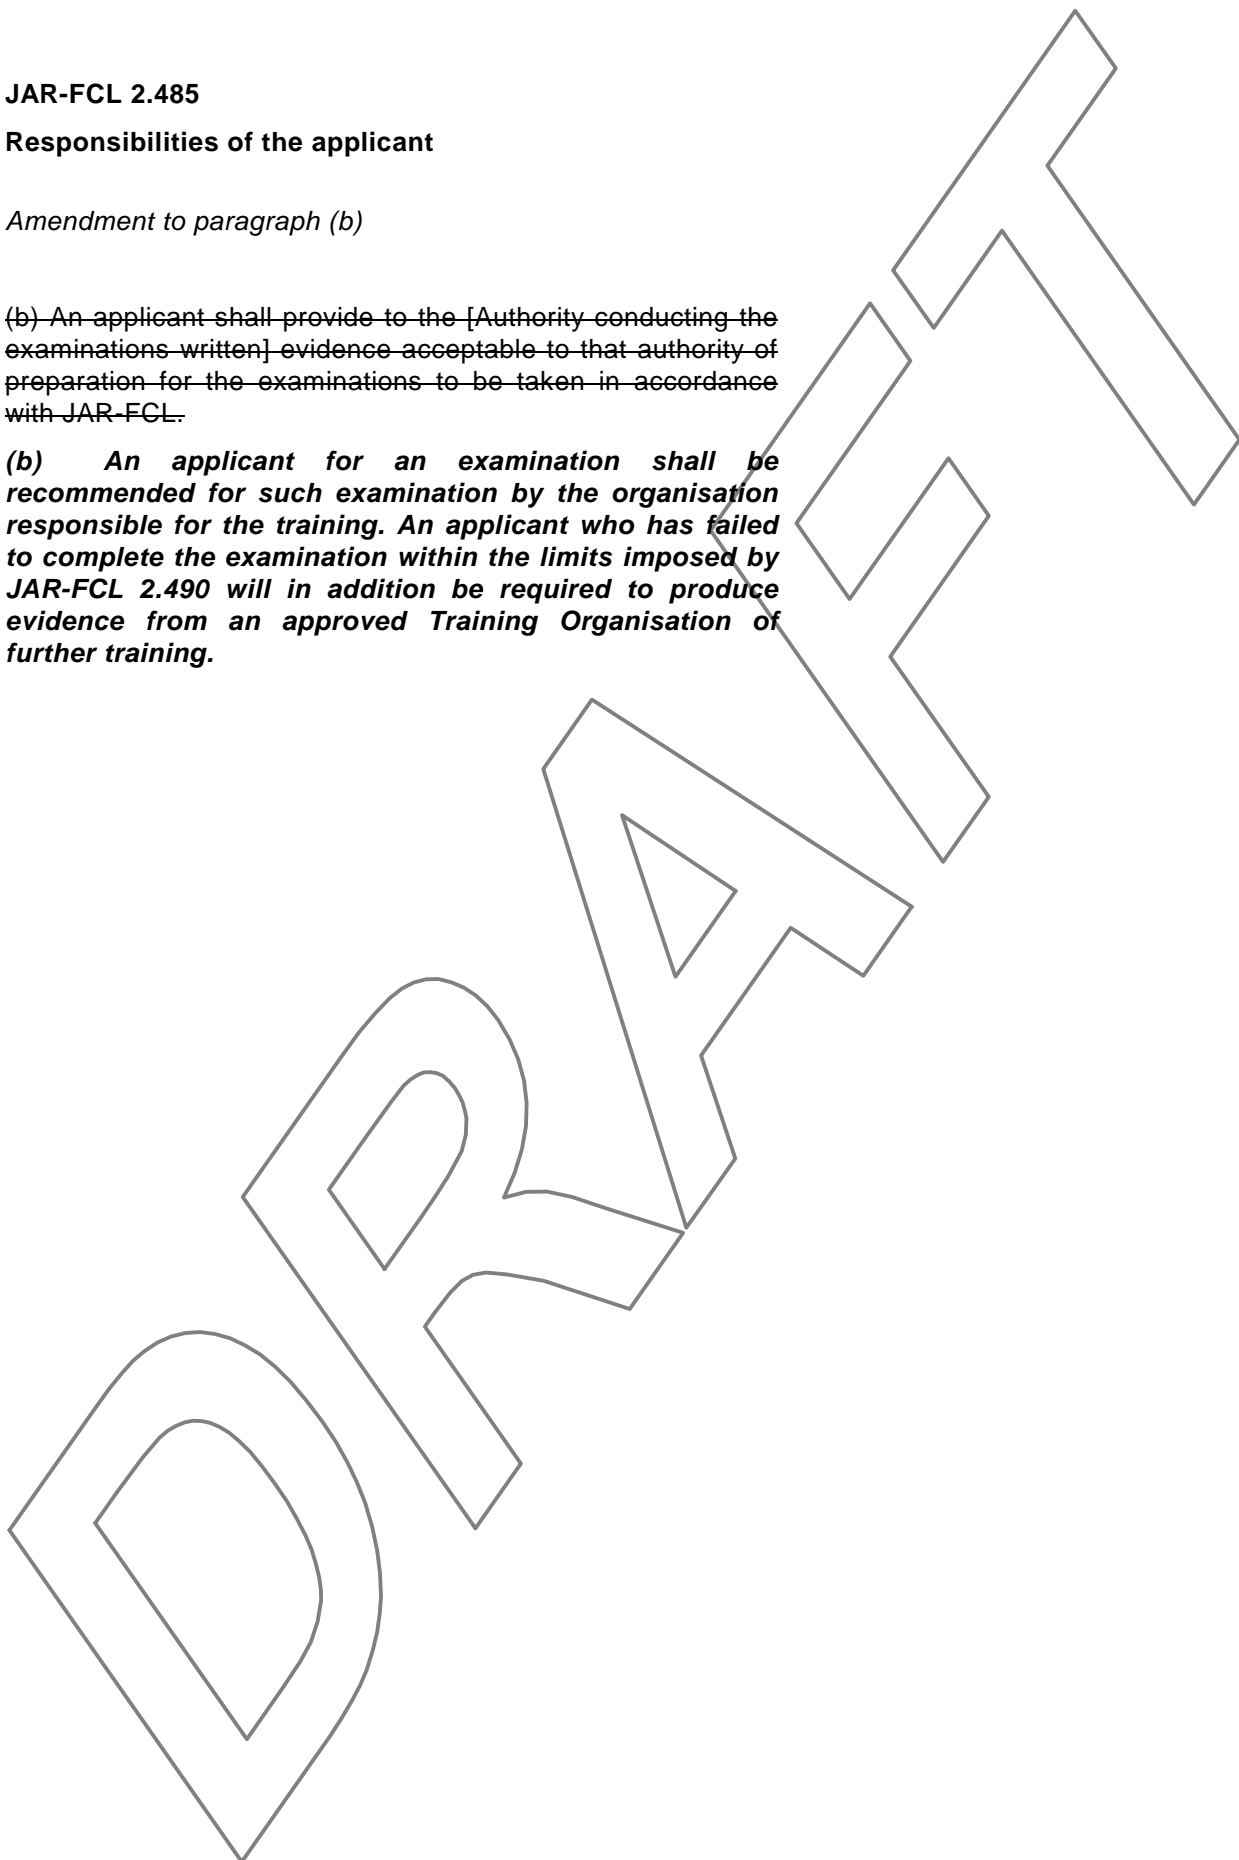 JAR-FCL 2.485
Responsibilities of the applicant
Amendment to paragraph (b)
(b) An applicant shall provide to the [Authority conducting the
examinations written] evidence acceptable to that authority of
preparation for the examinations to be taken in accordance
with JAR-FCL.
(b) An applicant for an examination shall be
recommended for such examination by the organisation
responsible for the training. An applicant who has failed
to complete the examination within the limits imposed by
JAR-FCL 2.490 will in addition be required to produce
evidence from an approved Training Organisation of
further training.
DRAFT